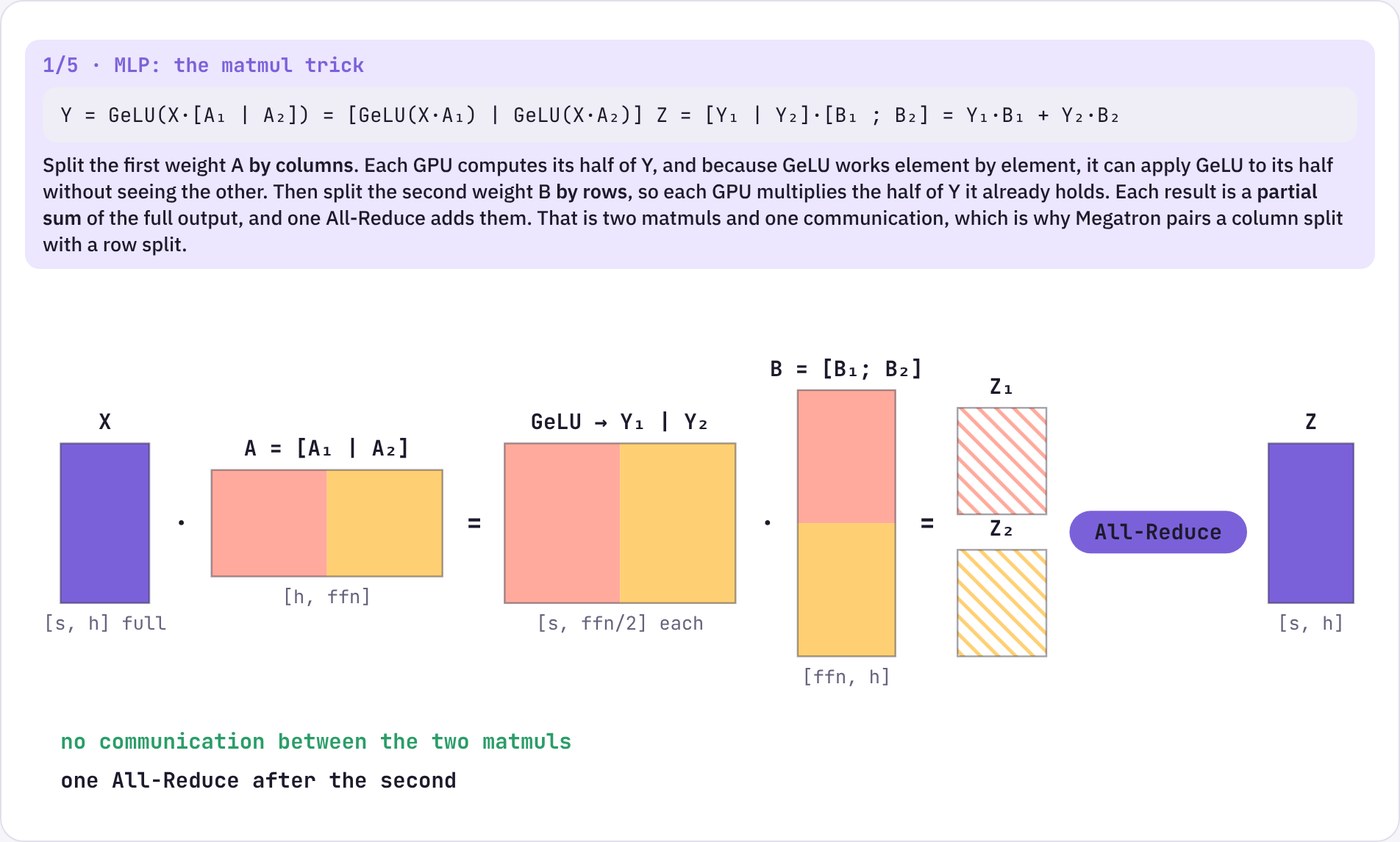 1/5 · MLP: the matmul trick
Y = GeLU(X·[A₁ | A₂]) = [GeLU(X·A₁) | GeLU(X·A₂)] Z = [Y₁ | Y₂]·[B₁ ; B₂] = Y₁·B₁ + Y₂·B₂
Split the first weight A by columns. Each GPU computes its half of Y, and because GeLU works element by element, it can apply GeLU to its half
without seeing the other. Then split the second weight B by rows, so each GPU multiplies the half of Y it already holds. Each result is a partial
sum of the full output, and one All-Reduce adds them. That is two matmuls and one communication, which is why Megatron pairs a column split
with a row split.
X
[s, h] full
·
A = [A₁ | A₂]
[h, ffn]
=
GeLU → Y₁ | Y₂
[s, ffn/2] each
·
B = [B₁; B₂]
[ffn, h]
=
Z₁
Z₂
All-Reduce
Z
[s, h]
no communication between the two matmuls
one All-Reduce after the second